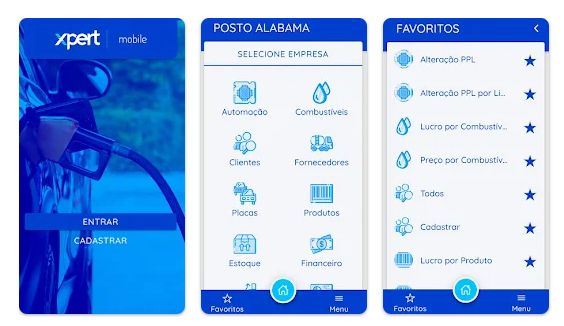 xpert mobile
ENTRAR
CADASTRAR
POSTO ALABAMA
SELECIONE EMPRESA
Automação Combustíveis
Clientes Fornecedores
Placas Produtos
Estoque Financeiro
Favoritos Menu
FAVORITOS
Alteração PPL
Alteração PPL por Li...
Lucro por Combustív...
Preço por Combustív...
Todas
Cadastrar
Lucro por Produto
Favoritos Menu